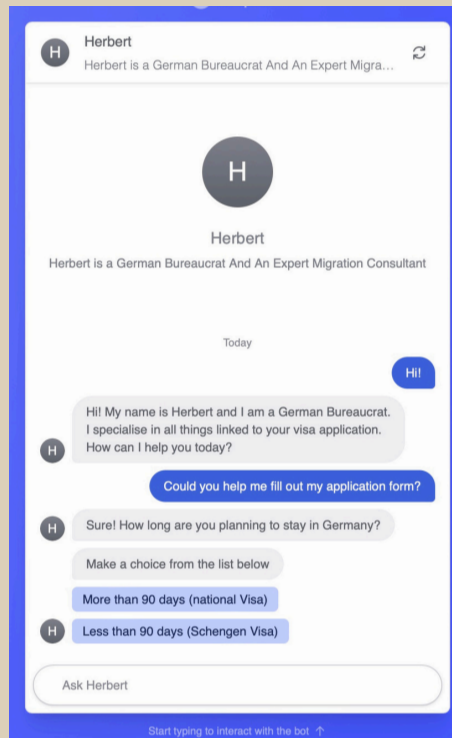 H
Herbert
Herbert is a German Bureaucrat And An Expert Migra...
H
Herbert
Herbert is a German Bureaucrat And An Expert Migration Consultant
Today
Hi!
Hi! My name is Herbert and I am a German Bureaucrat.
I specialise in all things linked to your visa application.
How can I help you today?
H
Could you help me fill out my application form?
H
Sure! How long are you planning to stay in Germany?
Make a choice from the list below
More than 90 days (national Visa)
H
Less than 90 days (Schengen Visa)
Ask Herbert
Start typing to interact with the bot ↑